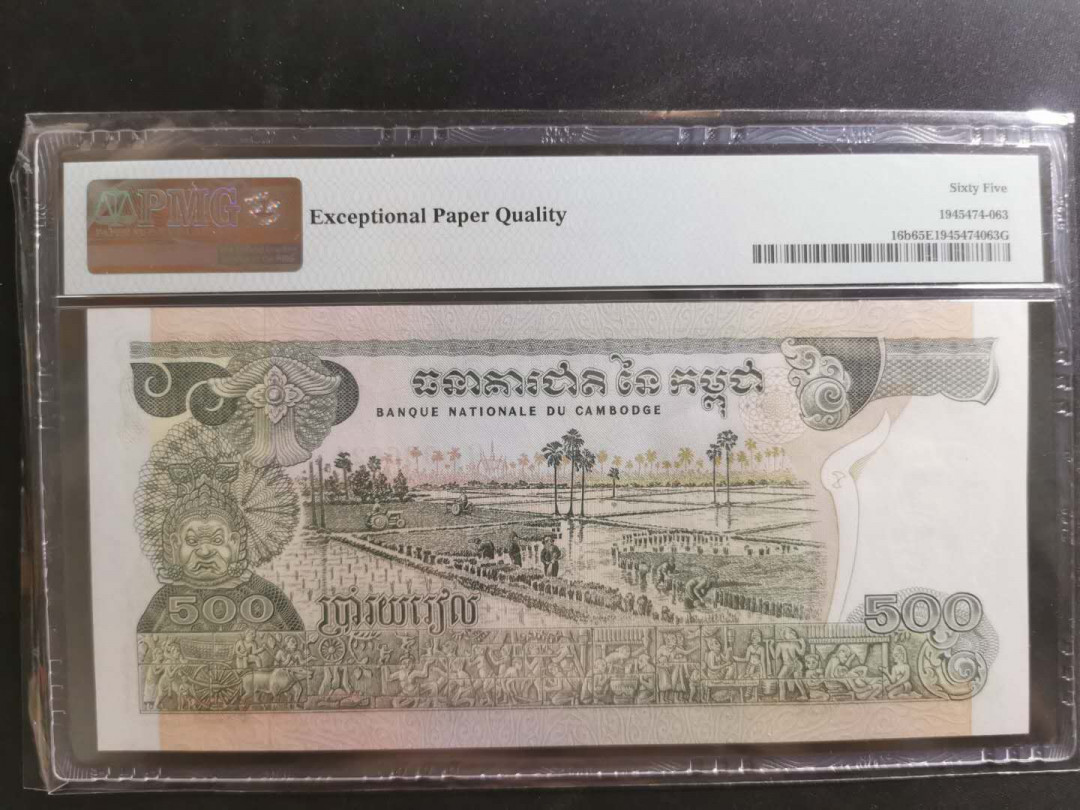 PMG
Exceptional Paper Quality
Sixty Five
1945474-063
16b65E1945474063G
ធនាគារជាតិ នៃ កម្ពុជា
BANQUE NATIONALE DU CAMBODGE
500
ប្រាំរយរៀល
500